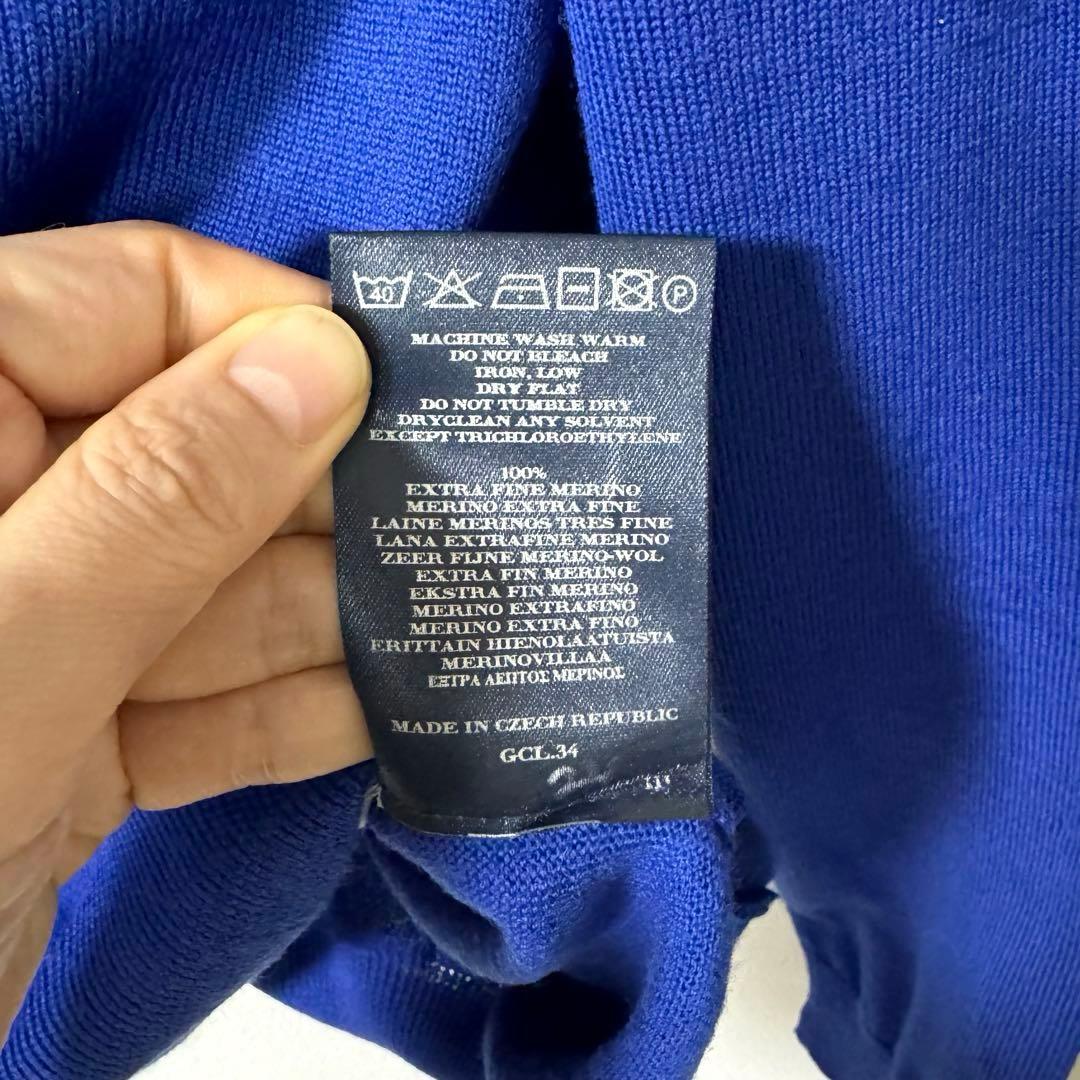 40 P
MACHINE WASH WARM
DO NOT BLEACH
IRON, LOW
DRY FLAT
DO NOT TUMBLE DRY
DRYCLEAN ANY SOLVENT
EXCEPT TRICHLOROETHYLENE
100%
EXTRA FINE MERINO
MERINO EXTRA FINE
LAINE MERINOS TRES FINE
LANA EXTRAFINE MERINO
ZEER FIJNE MERINO-WOL
EXTRA FIN MERINO
EKSTRA FIN MERINO
MERINO EXTRAFINO
MERINO EXTRA FINO
ERITTAIN HIENOLAATUISTA
MERINOVILLAA
ΕΞΤΡΑ ΛΕΠΤΟΣ ΜΕΡΙΝΟΣ
MADE IN CZECH REPUBLIC
GCL.34